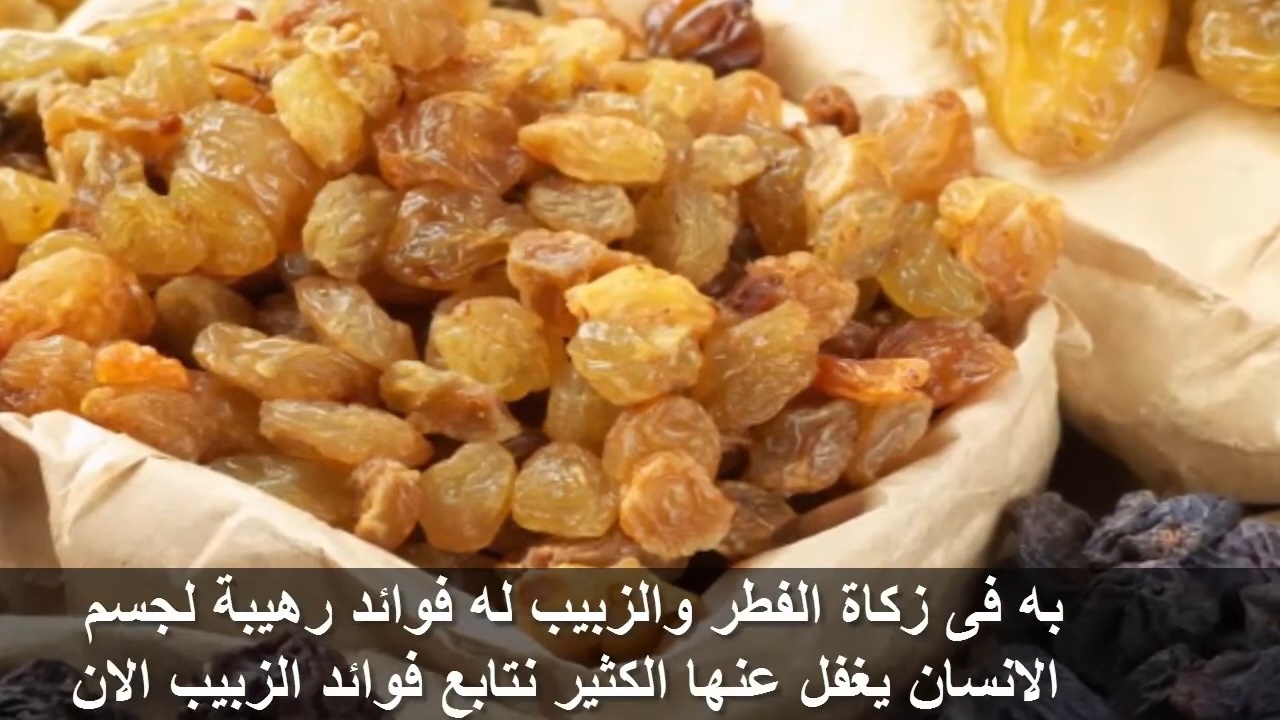 به فى زكاة الفطر والزبيب له فوائد رهيبة لجسم
الانسان يغفل عنها الكثير نتابع فوائد الزبيب الان